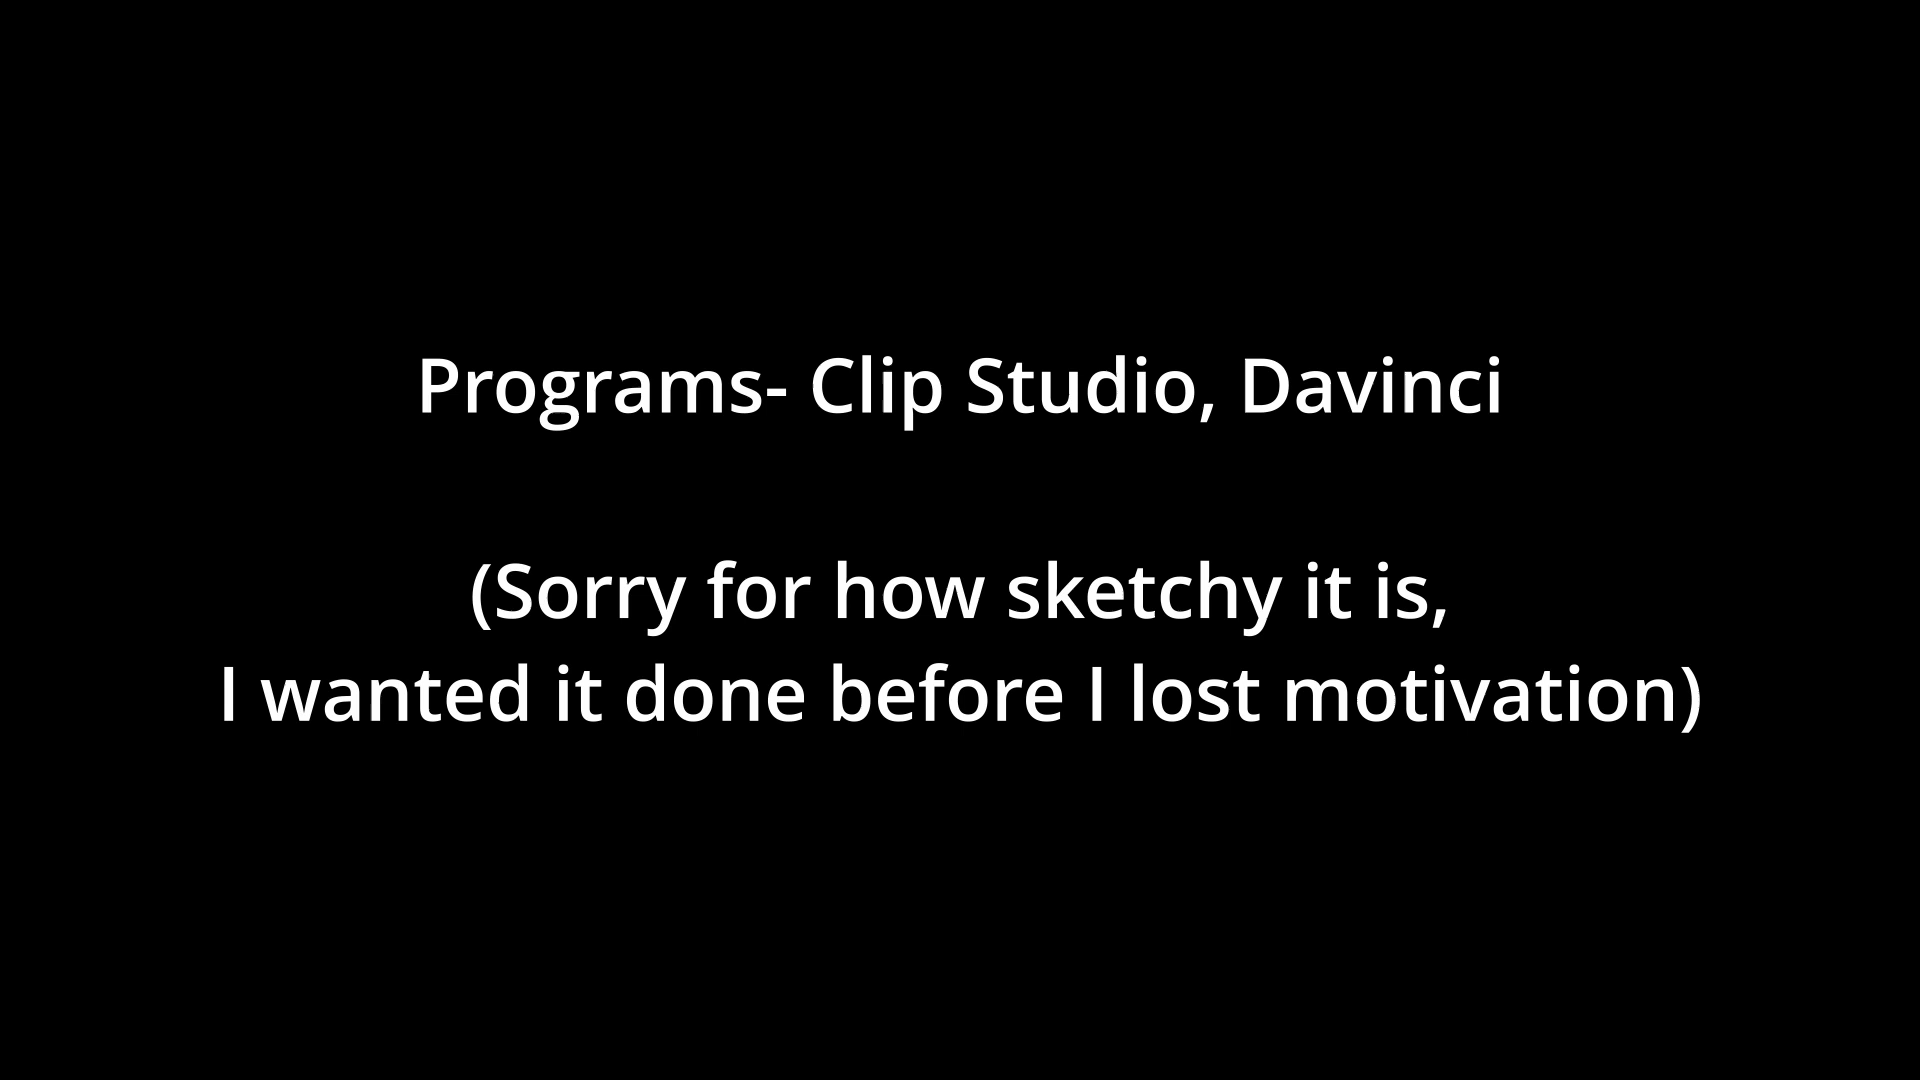 Programs- Clip Studio, Davinci
(Sorry for how sketchy it is,
I wanted it done before I lost motivation)